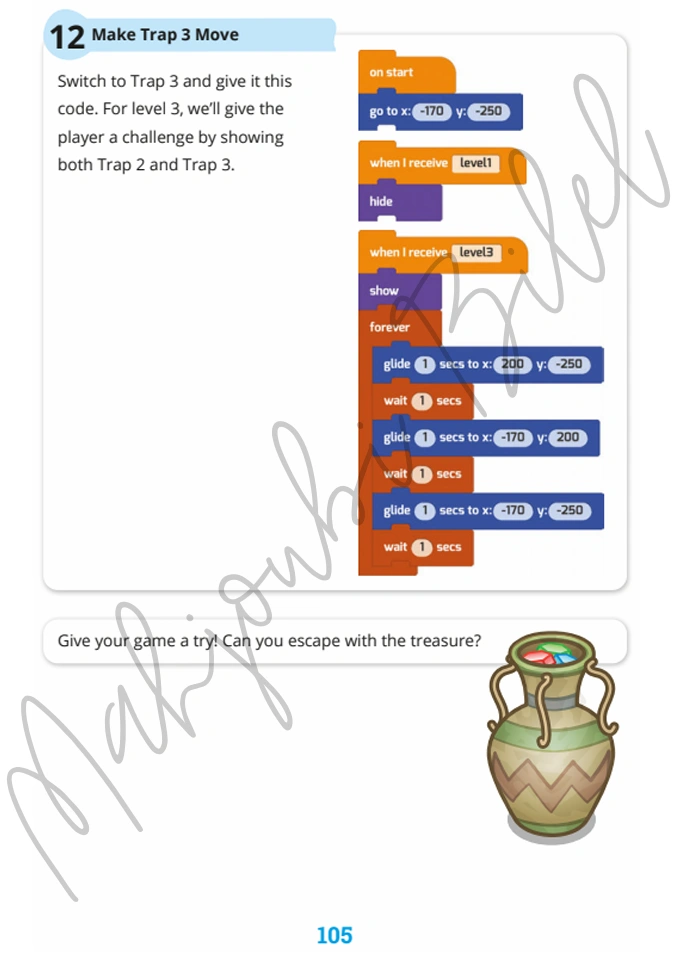 12 Make Trap 3 Move
Switch to Trap 3 and give it this
code. For level 3, we’ll give the
player a challenge by showing
both Trap 2 and Trap 3.
on start
go to x: -170 y: -250
when I receive level1
hide
when I receive level3
show
forever
glide 1 secs to x: 200 y: -250
wait 1 secs
glide 1 secs to x: -170 y: 200
wait 1 secs
glide 1 secs to x: -170 y: -250
wait 1 secs
Give your game a try! Can you escape with the treasure?
105
Mahjoubi Bilel